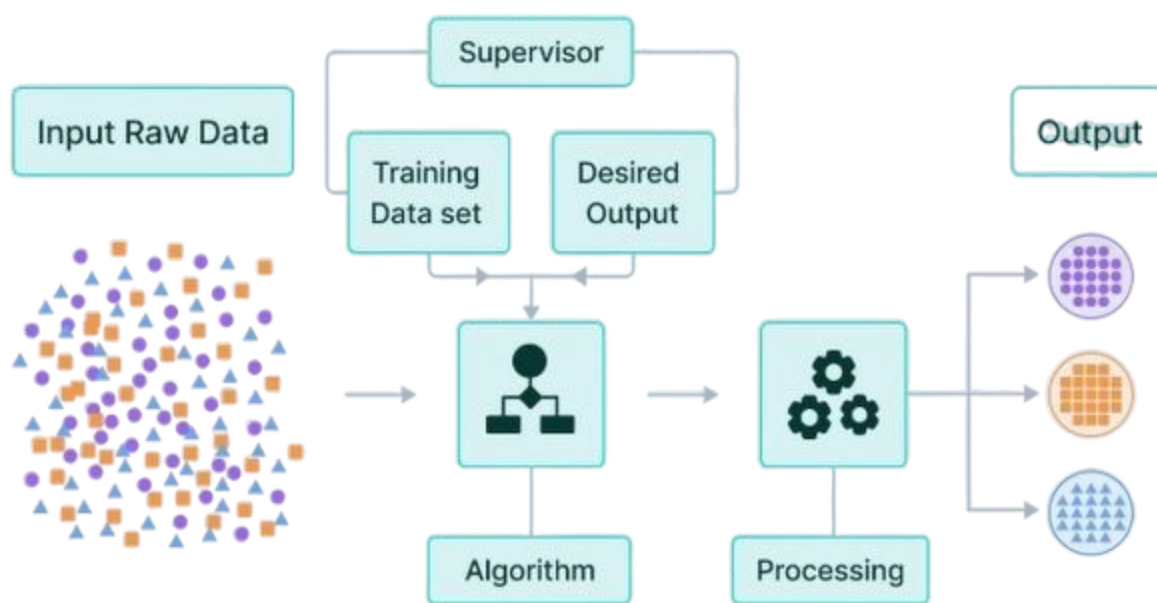 Supervisor
Input Raw Data
Training
Data set
Desired
Output
Output
Algorithm
Processing